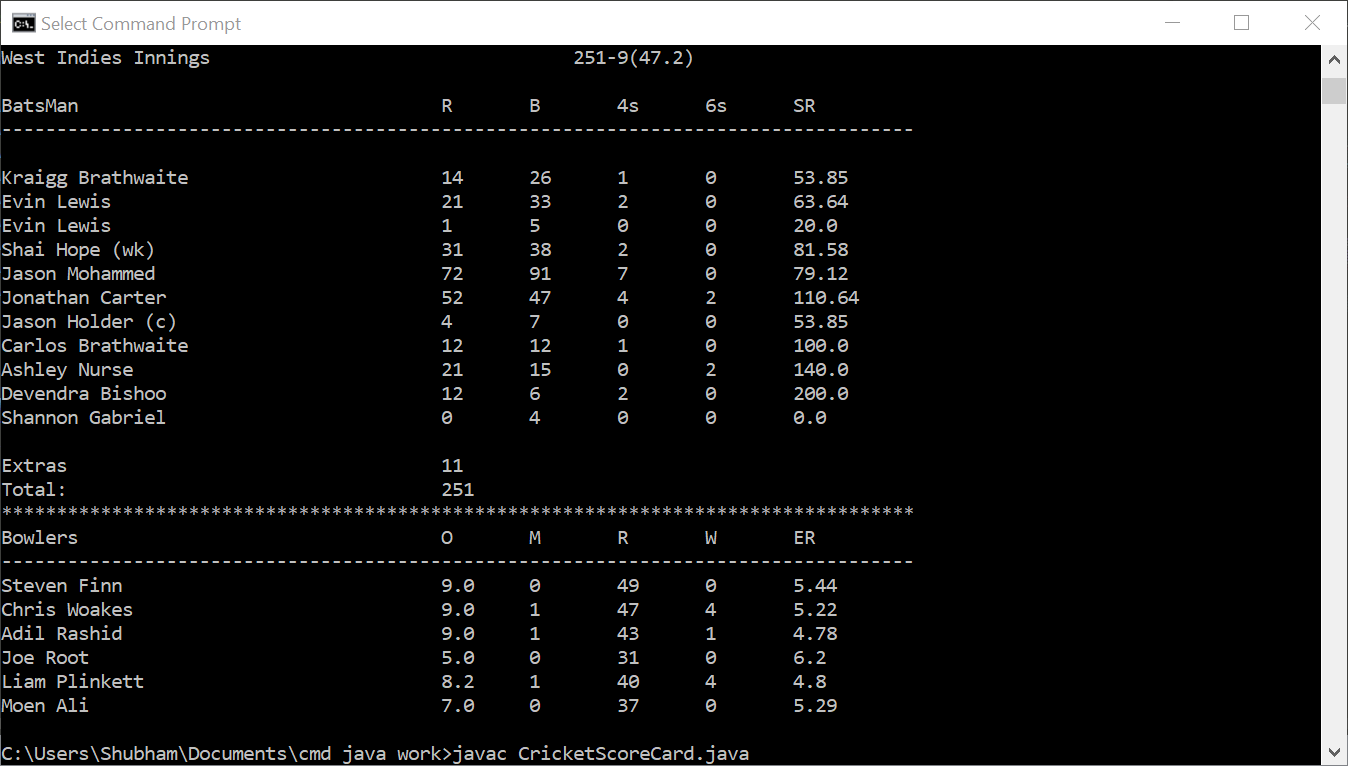 Select Command Prompt
West Indies Innings 251-9(47.2)
BatsMan R B 4s 6s SR
-----------------------------------------------------------------------------------
Kraigg Brathwaite 14 26 1 0 53.85
Evin Lewis 21 33 2 0 63.64
Evin Lewis 1 5 0 0 20.0
Shai Hope (wk) 31 38 2 0 81.58
Jason Mohammed 72 91 7 0 79.12
Jonathan Carter 52 47 4 2 110.64
Jason Holder (c) 4 7 0 0 53.85
Carlos Brathwaite 12 12 1 0 100.0
Ashley Nurse 21 15 0 2 140.0
Devendra Bishoo 12 6 2 0 200.0
Shannon Gabriel 0 4 0 0 0.0
Extras 11
Total: 251
***********************************************************************************
Bowlers O M R W ER
-----------------------------------------------------------------------------------
Steven Finn 9.0 0 49 0 5.44
Chris Woakes 9.0 1 47 4 5.22
Adil Rashid 9.0 1 43 1 4.78
Joe Root 5.0 0 31 0 6.2
Liam Plinkett 8.2 1 40 4 4.8
Moen Ali 7.0 0 37 0 5.29
C:\Users\Shubham\Documents\cmd java work>javac CricketScoreCard.java